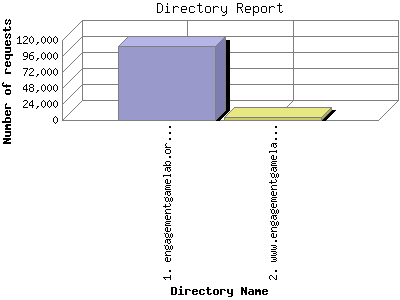 Directory Report
Number of requests
120,000
96,000
72,000
48,000
24,000
0
1. engagementgamelab.or...
2. www.engagementgamela...
Directory Name